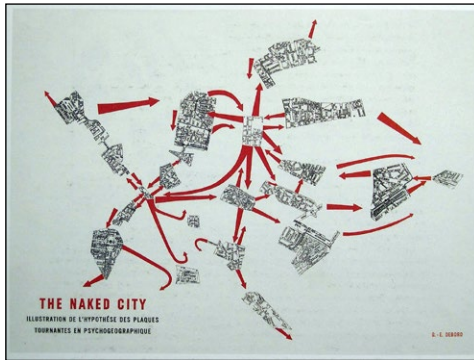 THE NAKED CITY
ILLUSTRATION DE L'HYPOTHÈSE DES PLAQUES
TOURNANTES EN PSYCHOGEOGRAPHIQUE
G.-E. DEBORD